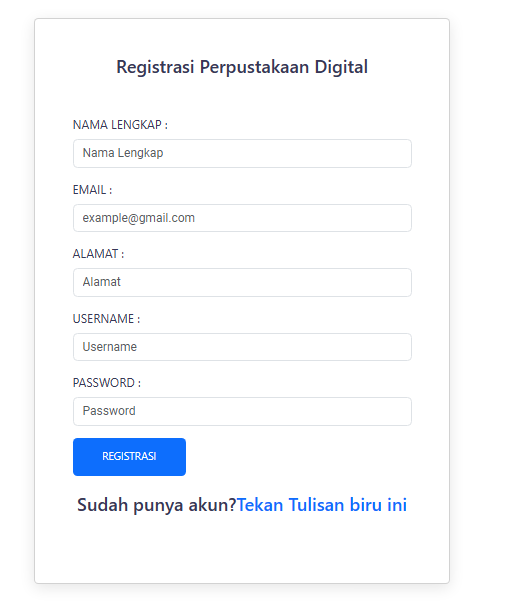 Registrasi Perpustakaan Digital
NAMA LENGKAP :
Nama Lengkap
EMAIL :
example@gmail.com
ALAMAT :
Alamat
USERNAME :
Username
PASSWORD :
Password
REGISTRASI
Sudah punya akun?Tekan Tulisan biru ini